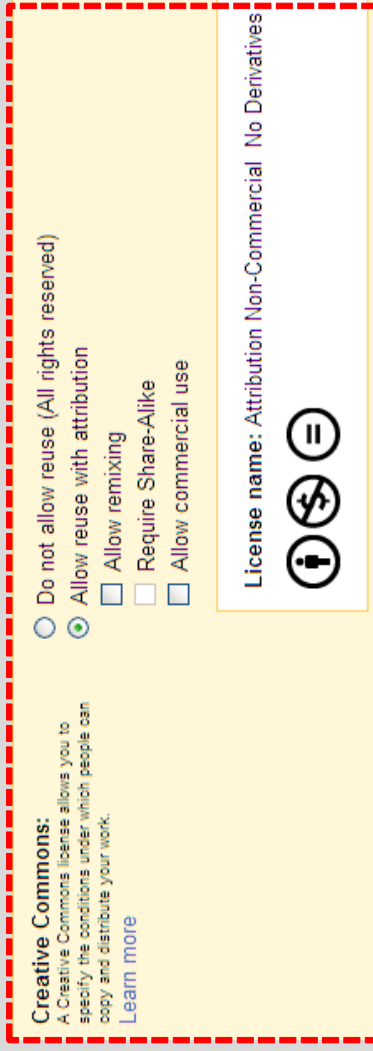 Creative Commons:
A Creative Commons license allows you to
specify the conditions under which people can
copy and distribute your work.
Learn more
Do not allow reuse (All rights reserved)
Allow reuse with attribution
Allow remixing
Require Share-Alike
Allow commercial use
License name: Attribution Non-Commercial No Derivatives